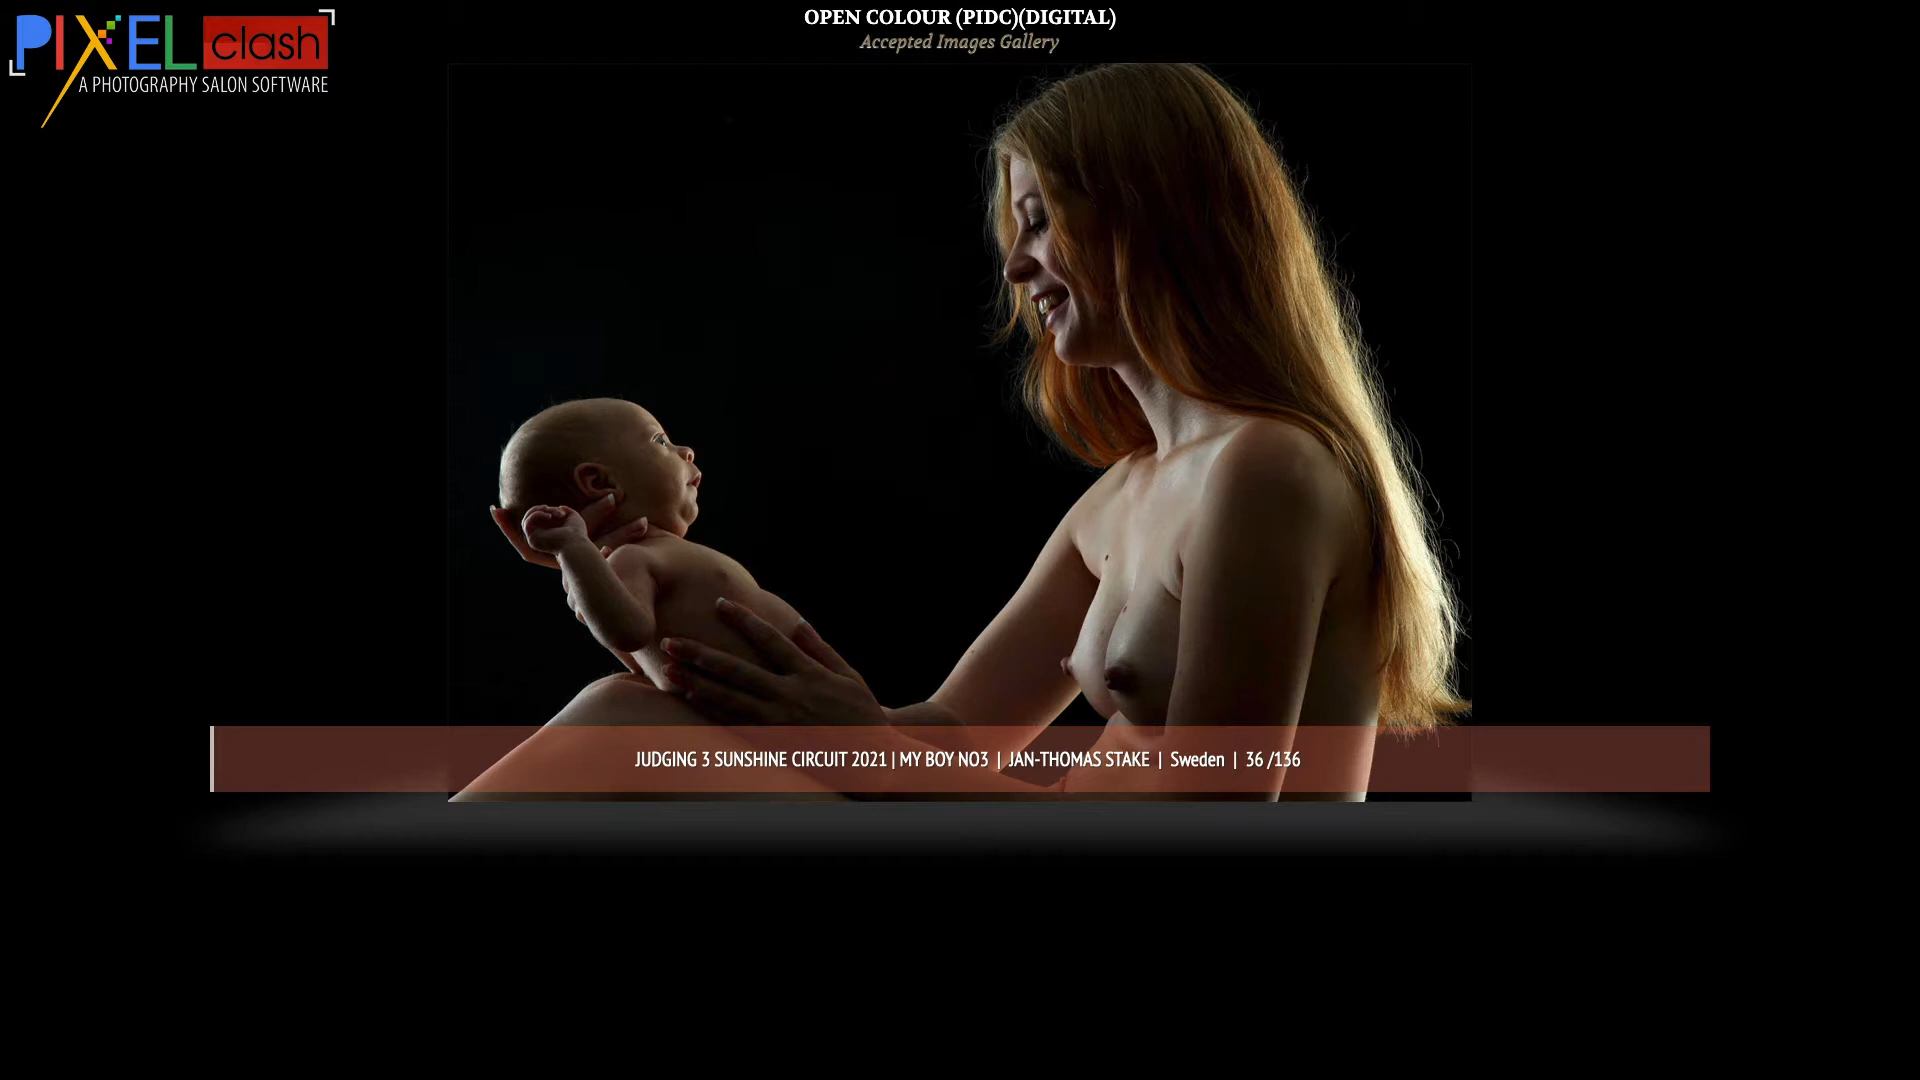 PIXEL clash
A PHOTOGRAPHY SALON SOFTWARE
OPEN COLOUR (PIDC)(DIGITAL)
Accepted Images Gallery
JUDGING 3 SUNSHINE CIRCUIT 2021 | MY BOY NO3 | JAN-THOMAS STAKE | Sweden | 36 /136